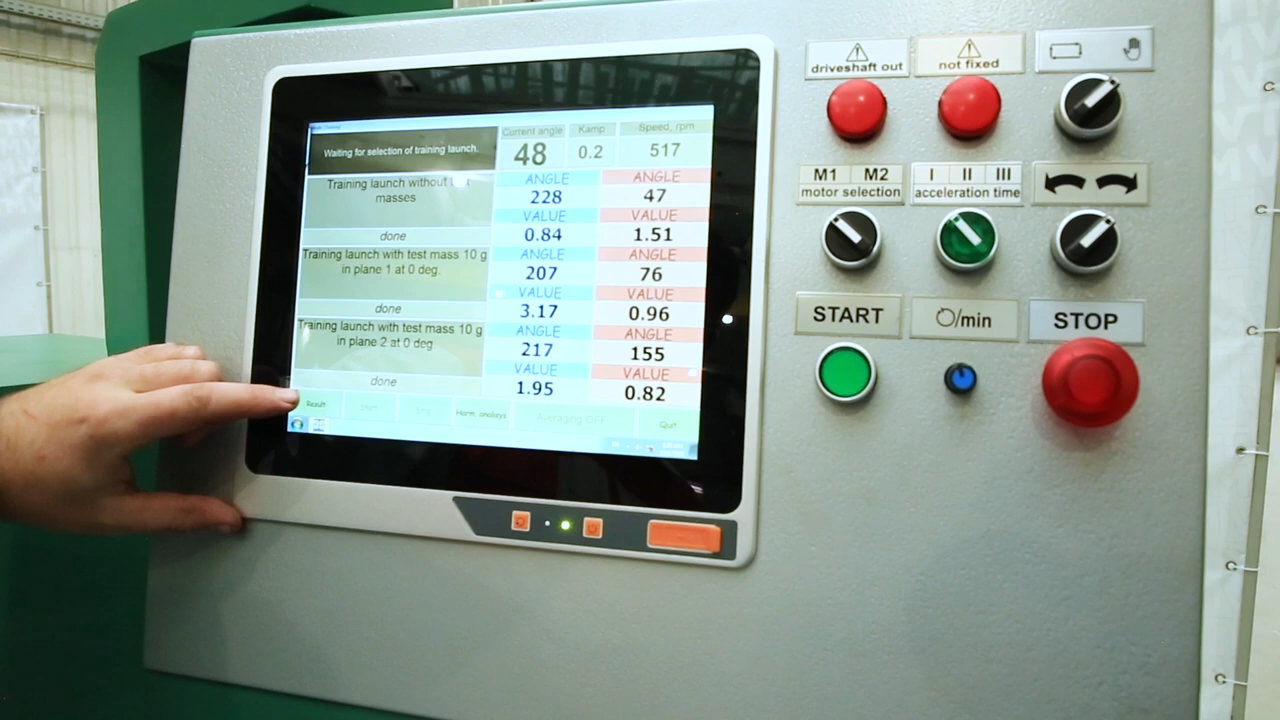 Waiting for selection of training launch.
Current angle
48
Kamp
0.2
Speed, rpm
517
Training launch without masses
ANGLE
ANGLE
228
47
VALUE
VALUE
done
0.84
1.51
Training launch with test mass 10 g
in plane 1 at 0 deg.
ANGLE
ANGLE
207
76
VALUE
VALUE
done
3.17
0.96
Training launch with test mass 10 g
in plane 2 at 0 deg
ANGLE
ANGLE
217
155
VALUE
VALUE
done
1.95
0.82
Result
Harm. analisys
Averaging OFF
Quit
driveshaft out
not fixed
M1 M2
motor selection
I II III
acceleration time
START
/min
STOP